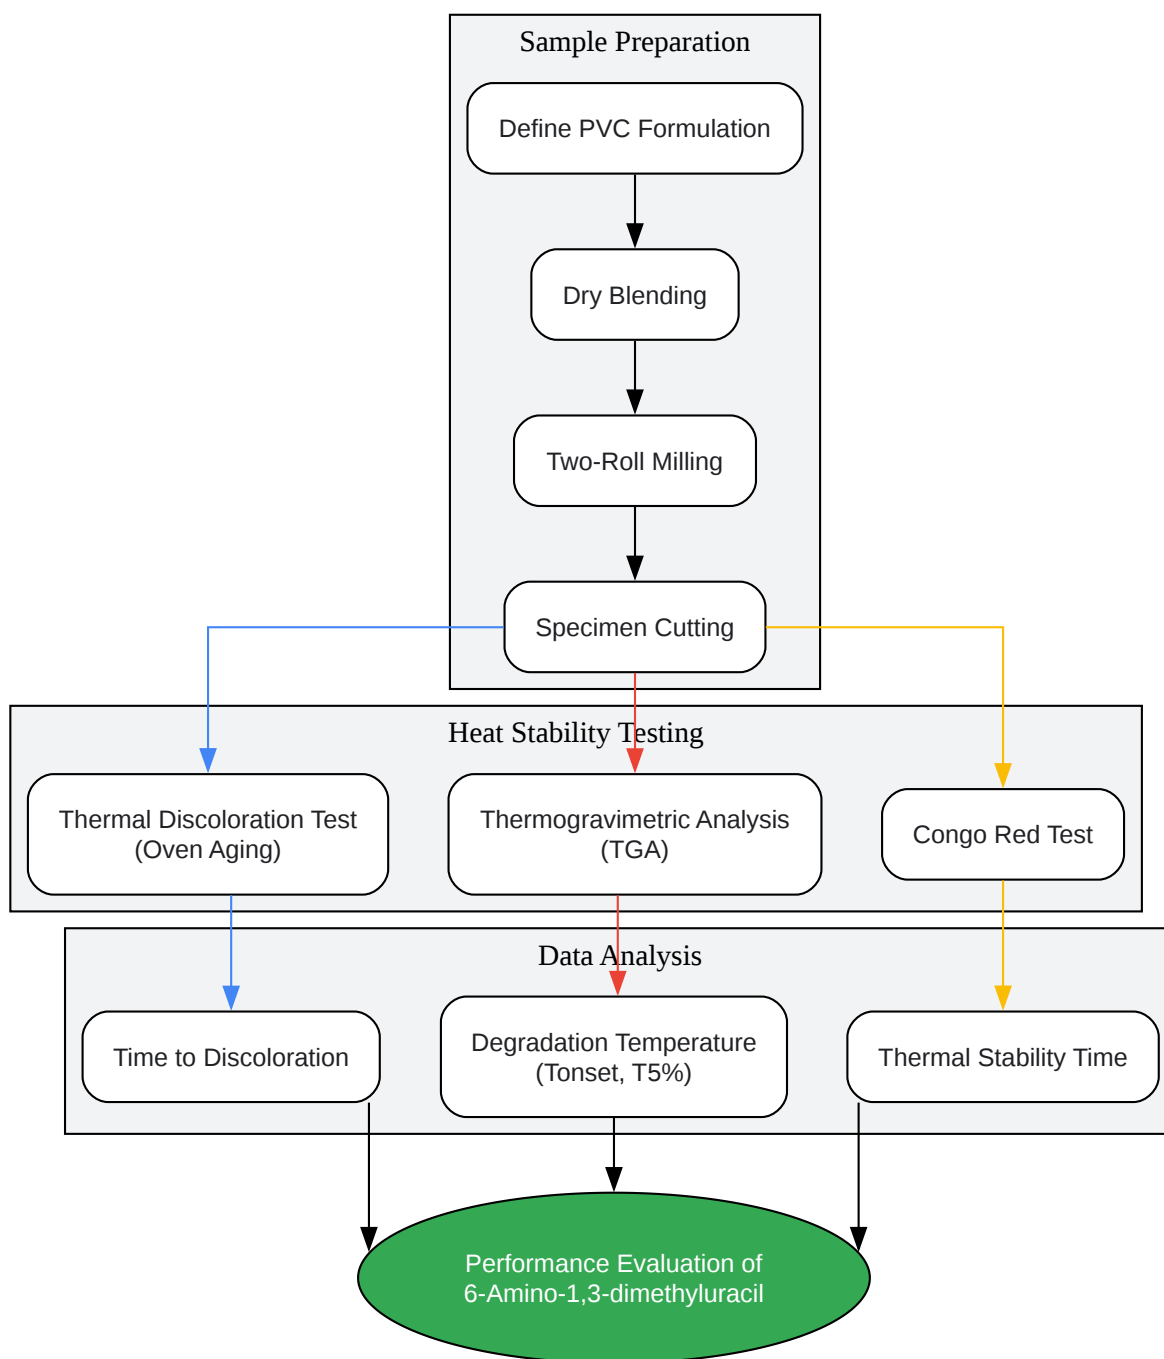 Sample Preparation
Define PVC Formulation
Dry Blending
Two-Roll Milling
Specimen Cutting
Heat Stability Testing
Thermal Discoloration Test
(Oven Aging)
Thermogravimetric Analysis
(TGA)
Congo Red Test
Data Analysis
Time to Discoloration
Degradation Temperature
(Tonset, T5%)
Thermal Stability Time
Performance Evaluation of
6-Amino-1,3-dimethyluracil